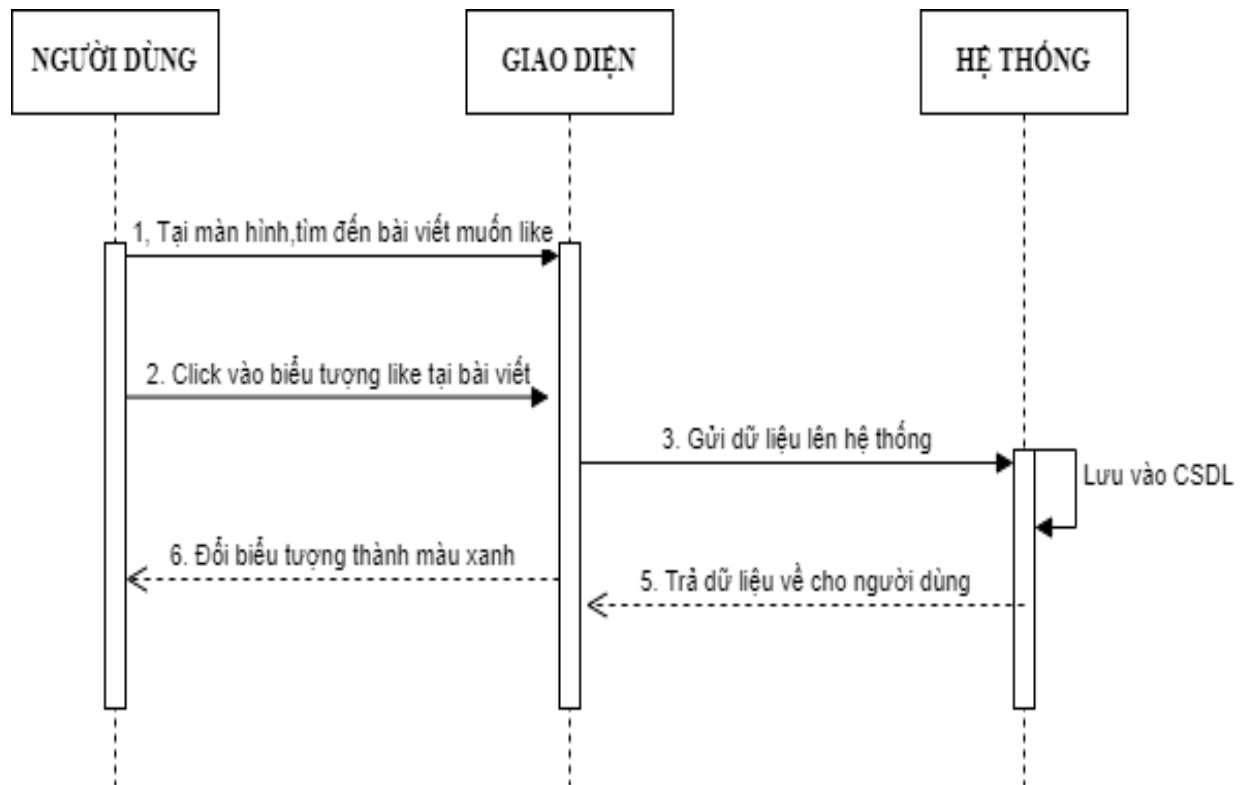 NGƯỜI DÙNG
GIAO DIỆN
HỆ THỐNG
1, Tại màn hình,tìm đến bài viết muốn like
2. Click vào biểu tượng like tại bài viết
3. Gửi dữ liệu lên hệ thống
Lưu vào CSDL
6. Đổi biểu tượng thành màu xanh
5. Trả dữ liệu về cho người dùng